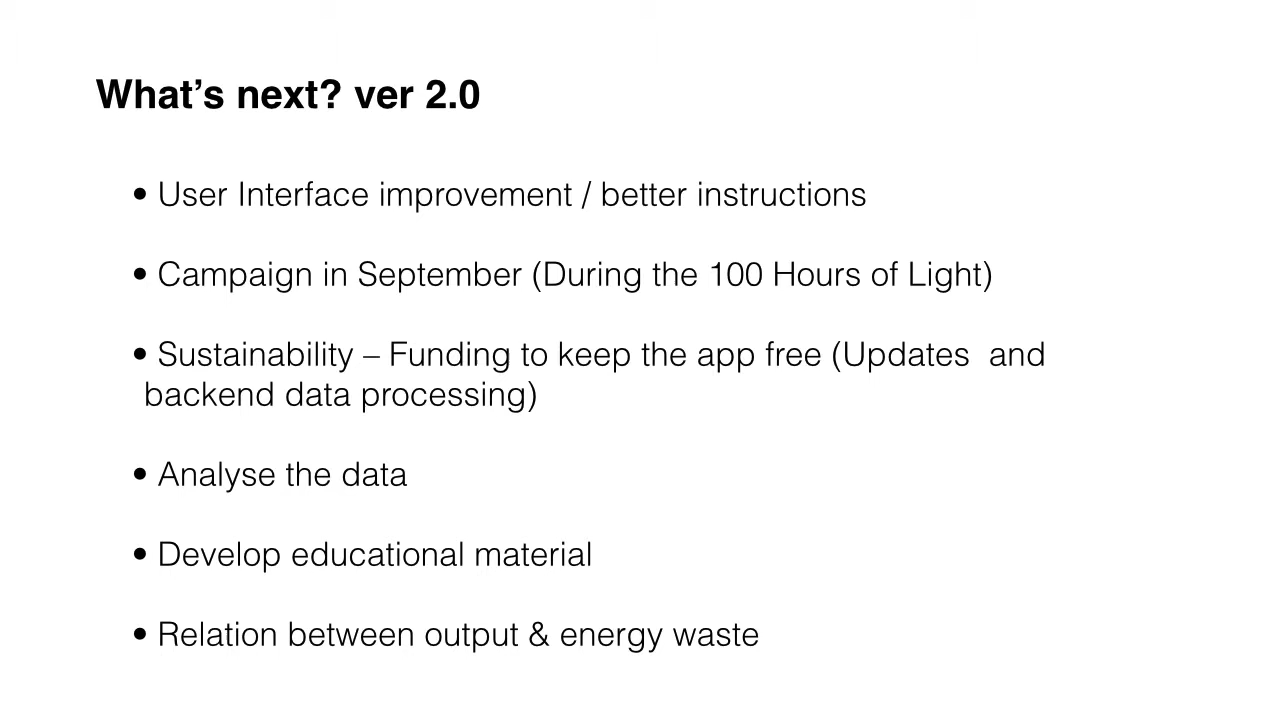 What’s next? ver 2.0
• User Interface improvement / better instructions
• Campaign in September (During the 100 Hours of Light)
• Sustainability – Funding to keep the app free (Updates  and
backend data processing)
• Analyse the data
• Develop educational material
• Relation between output & energy waste